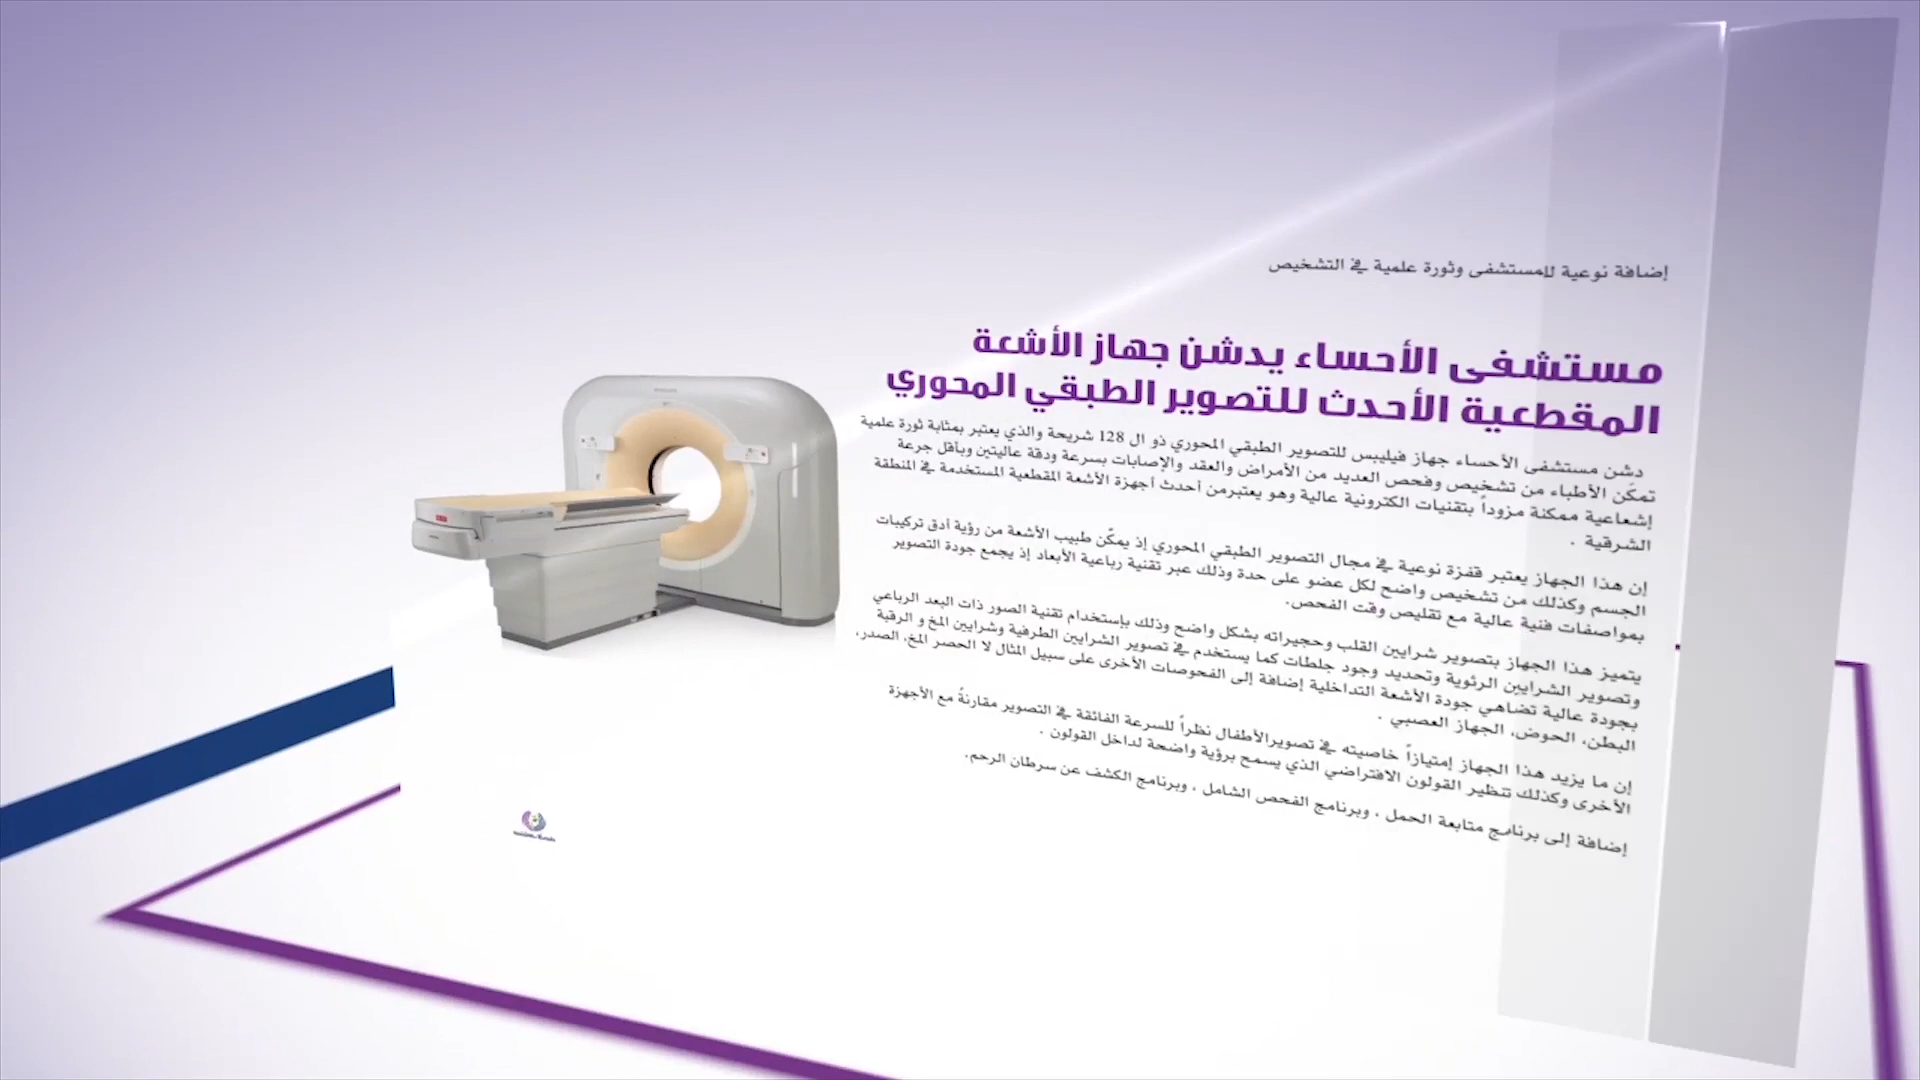 إضافة نوعية للمستشفى وثورة علمية في التشخيص
مستشفى الأحساء يدشن جهاز الأشعة
المقطعية الأحدث للتصوير الطبقي المحوري
دشن مستشفى الأحساء جهاز فيليبس للتصوير الطبقي المحوري ذو ال 128 شريحة والذي يعتبر بمثابة ثورة علمية
تمكّن الأطباء من تشخيص وفحص العديد من الأمراض والعقد والإصابات بسرعة ودقة عاليتين وبأقل جرعة
إشعاعية ممكنة مزوداً بتقنيات الكترونية عالية وهو يعتبرمن أحدث أجهزة الأشعة المقطعية المستخدمة في المنطقة
الشرقية .
إن هذا الجهاز يعتبر قفزة نوعية في مجال التصوير الطبقي المحوري إذ يمكّن طبيب الأشعة من رؤية أدق تركيبات
الجسم وكذلك من تشخيص واضح لكل عضو على حدة وذلك عبر تقنية رباعية الأبعاد إذ يجمع جودة التصوير
بمواصفات فنية عالية مع تقليص وقت الفحص.
يتميز هذا الجهاز بتصوير شرايين القلب وحجيراته بشكل واضح وذلك بإستخدام تقنية الصور ذات البعد الرباعي
وتصوير الشرايين الرئوية وتحديد وجود جلطات كما يستخدم في تصوير الشرايين الطرفية وشرايين المخ و الرقبة
بجودة عالية تضاهي جودة الأشعة التداخلية إضافة إلى الفحوصات الأخرى على سبيل المثال لا الحصر المخ، الصدر،
البطن، الحوض، الجهاز العصبي .
إن ما يزيد هذا الجهاز إمتيازاً خاصيته في تصويرالأطفال نظراً للسرعة الفائقة في التصوير مقارنةً مع الأجهزة
الأخرى وكذلك تنظير القولون الافتراضي الذي يسمح برؤية واضحة لداخل القولون .
إضافة إلى برنامج متابعة الحمل ، وبرنامج الفحص الشامل ، وبرنامج الكشف عن سرطان الرحم.